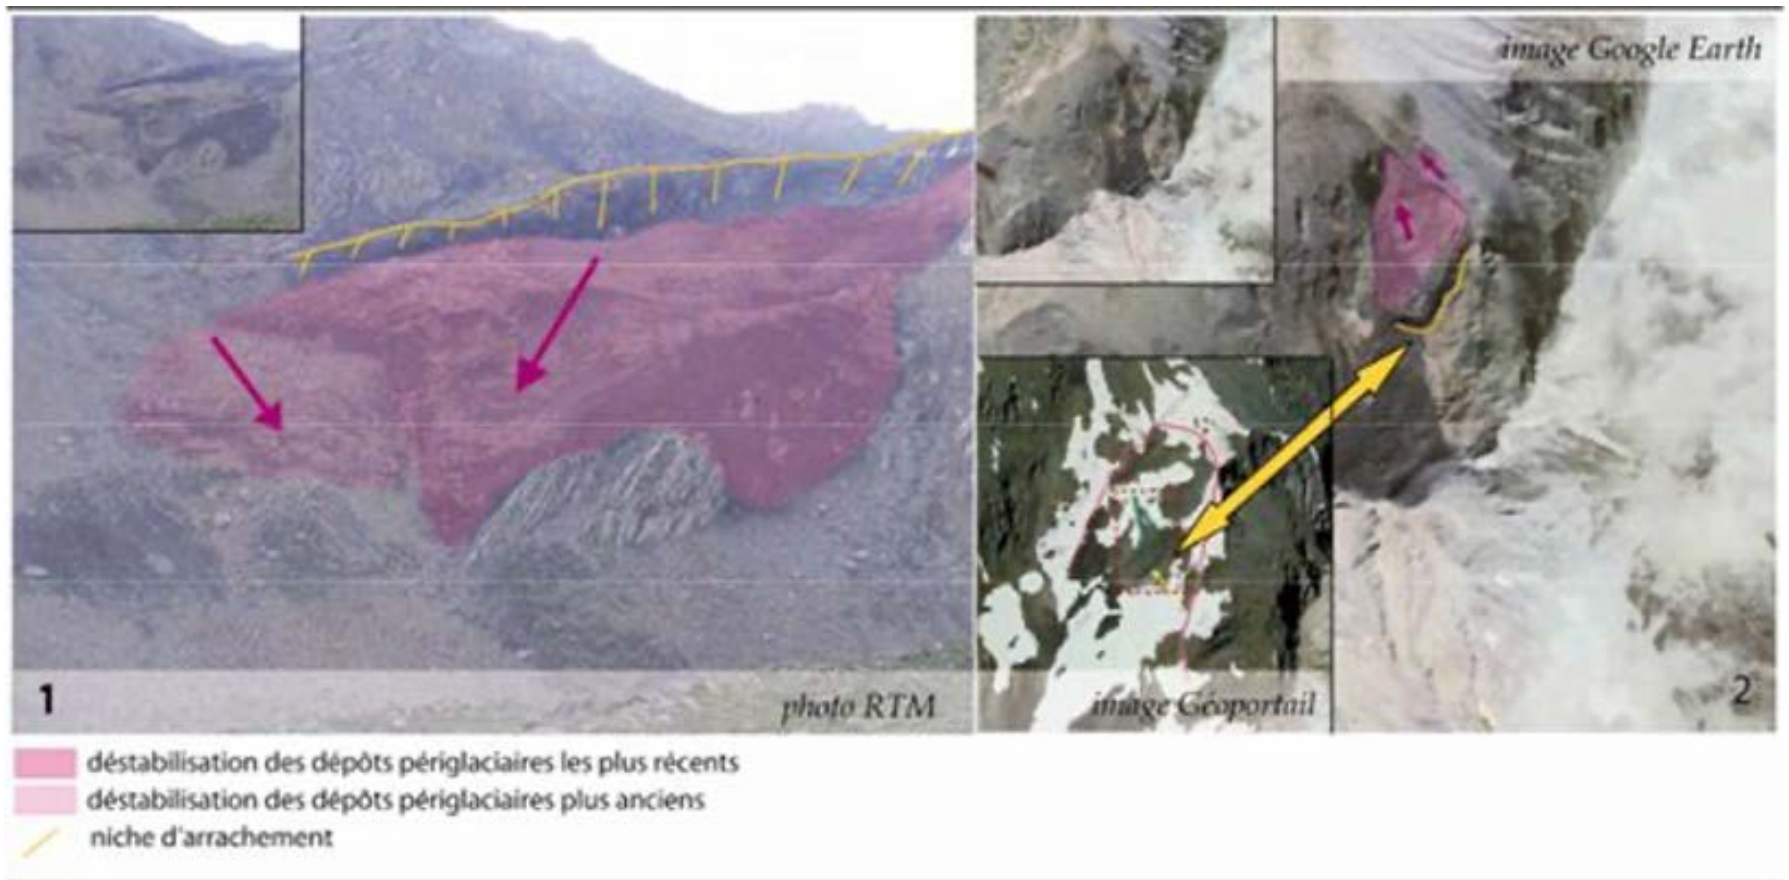 image Google Earth
1
photo RTM
image Géoportail
2
déstabilisation des dépôts périglaciaires les plus récents
déstabilisation des dépôts périglaciaires plus anciens
niche d'arrachement